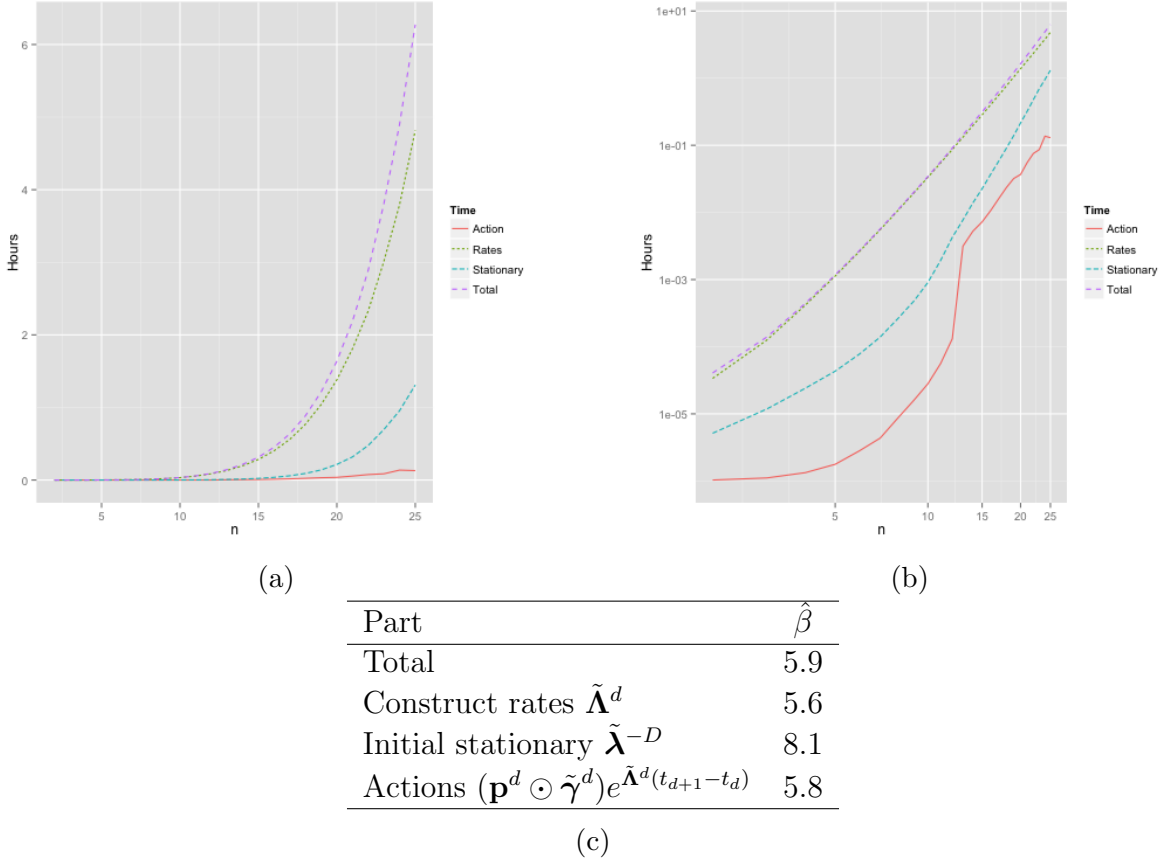 6
4
2
0
Hours
5
10
15
20
25
n
Time
Action
Rates
Stationary
Total
(a)
1e+01
1e-01
1e-03
1e-05
Hours
5
10
15
20
25
n
Time
Action
Rates
Stationary
Total
(b)
Part β̂
Total 5.9
Construct rates Λ̃^d 5.6
Initial stationary λ̃^{−D} 8.1
Actions (p^d ⊙ γ̃^d)e^{Λ̃^d(t_{d+1}−t_d)} 5.8
(c)